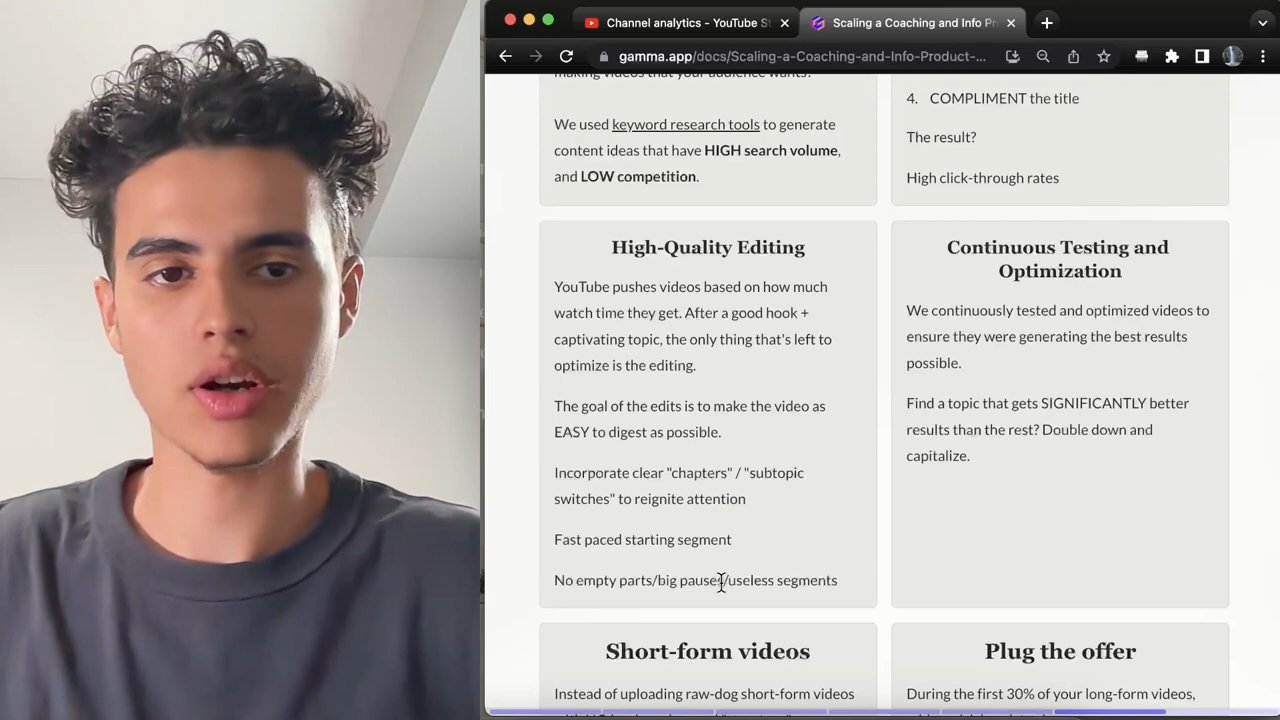 Channel analytics - YouTube S
Scaling a Coaching and Info Pr
gamma.app/docs/Scaling-a-Coaching-and-Info-Product-...
making videos that your audience wants?
We used keyword research tools to generate
content ideas that have HIGH search volume,
and LOW competition.
4. COMPLIMENT the title
The result?
High click-through rates
High-Quality Editing
YouTube pushes videos based on how much
watch time they get. After a good hook +
captivating topic, the only thing that's left to
optimize is the editing.
The goal of the edits is to make the video as
EASY to digest as possible.
Incorporate clear "chapters" / "subtopic
switches" to reignite attention
Fast paced starting segment
No empty parts/big pauses/useless segments
Continuous Testing and
Optimization
We continuously tested and optimized videos to
ensure they were generating the best results
possible.
Find a topic that gets SIGNIFICANTLY better
results than the rest? Double down and
capitalize.
Short-form videos
Instead of uploading raw-dog short-form videos
Plug the offer
During the first 30% of your long-form videos,